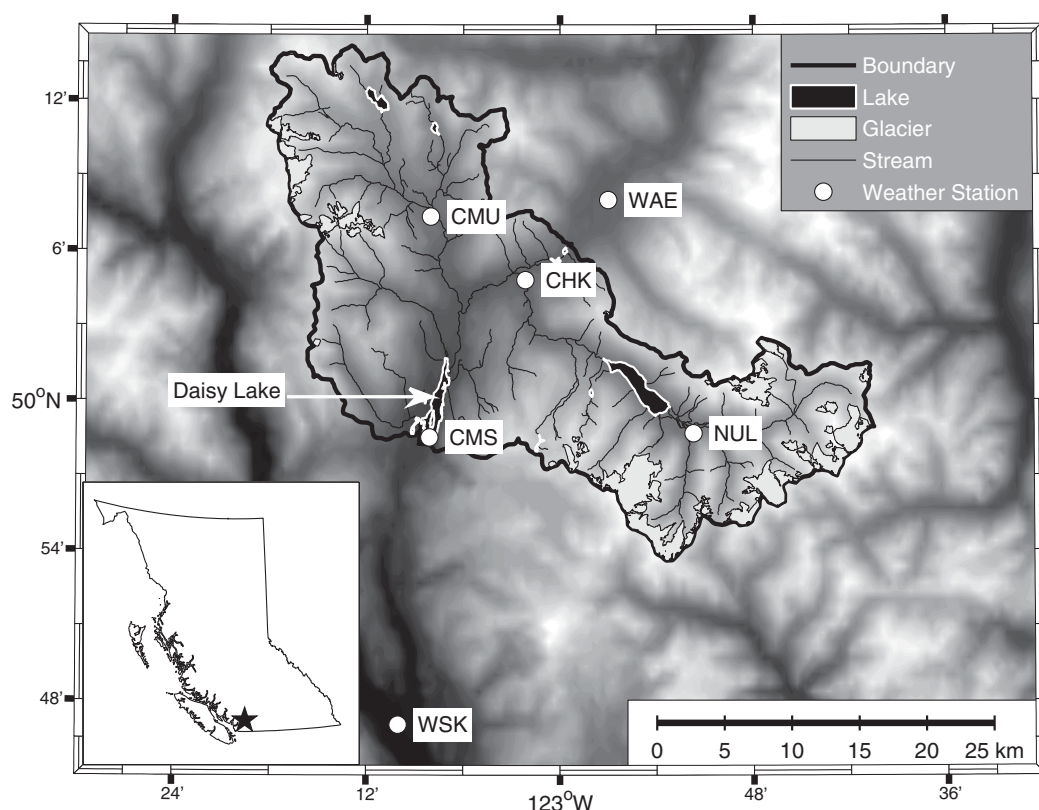 Boundary
Lake
Glacier
Stream
Weather Station
12'
6'
50°N
54'
48'
WAE
CMU
CHK
Daisy Lake
CMS
NUL
WSK
0 5 10 15 20 25 km
24' 12' 123°W 48' 36'